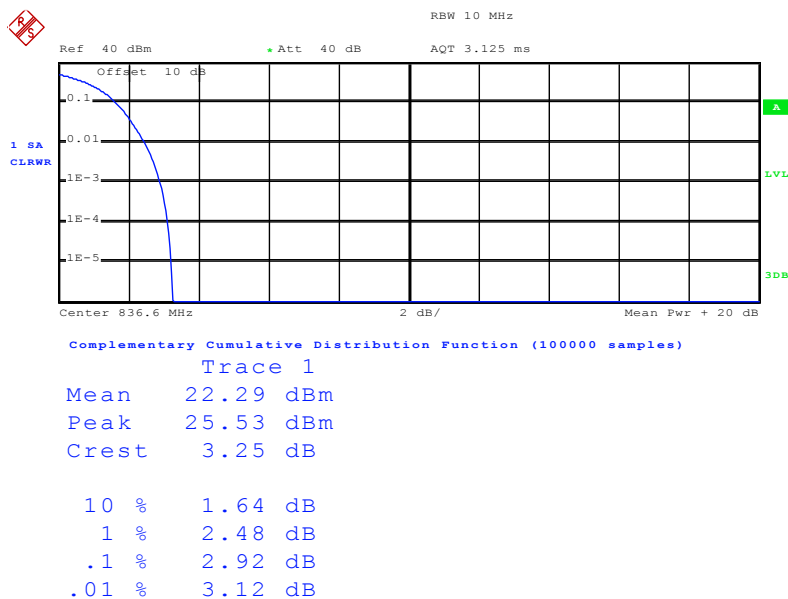 R&S
RBW 10 MHz
Ref 40 dBm * Att 40 dB AQT 3.125 ms
Offset 10 dB
0.1
A
0.01
1 SA
CLRWR
1E-3
LVL
1E-4
1E-5
3DB
Center 836.6 MHz 2 dB/ Mean Pwr + 20 dB
Complementary Cumulative Distribution Function (100000 samples)
Trace 1
Mean 22.29 dBm
Peak 25.53 dBm
Crest 3.25 dB
10 % 1.64 dB
1 % 2.48 dB
.1 % 2.92 dB
.01 % 3.12 dB